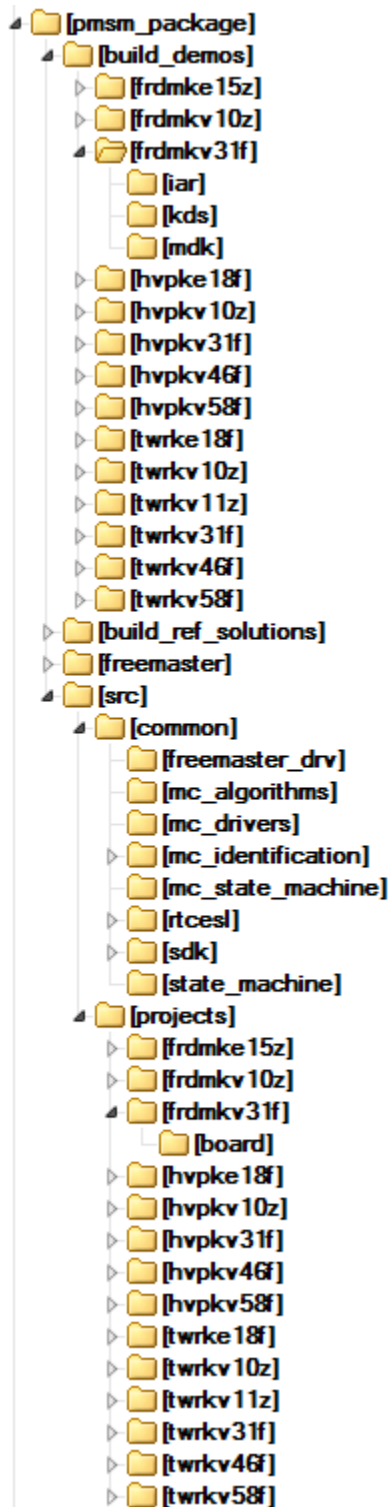 [pmsm_package]
[build_demos]
[frdmke15z]
[frdmkv10z]
[frdmkv31f]
[iar]
[kds]
[mdk]
[hvpke18f]
[hvpkv10z]
[hvpkv31f]
[hvpkv46f]
[hvpkv58f]
[twrke18f]
[twrkv10z]
[twrkv11z]
[twrkv31f]
[twrkv46f]
[twrkv58f]
[build_ref_solutions]
[freemaster]
[src]
[common]
[freemaster_drv]
[mc_algorithms]
[mc_drivers]
[mc_identification]
[mc_state_machine]
[rtcesl]
[sdk]
[state_machine]
[projects]
[frdmke15z]
[frdmkv10z]
[frdmkv31f]
[board]
[hvpke18f]
[hvpkv10z]
[hvpkv31f]
[hvpkv46f]
[hvpkv58f]
[twrke18f]
[twrkv10z]
[twrkv11z]
[twrkv31f]
[twrkv46f]
[twrkv58f]